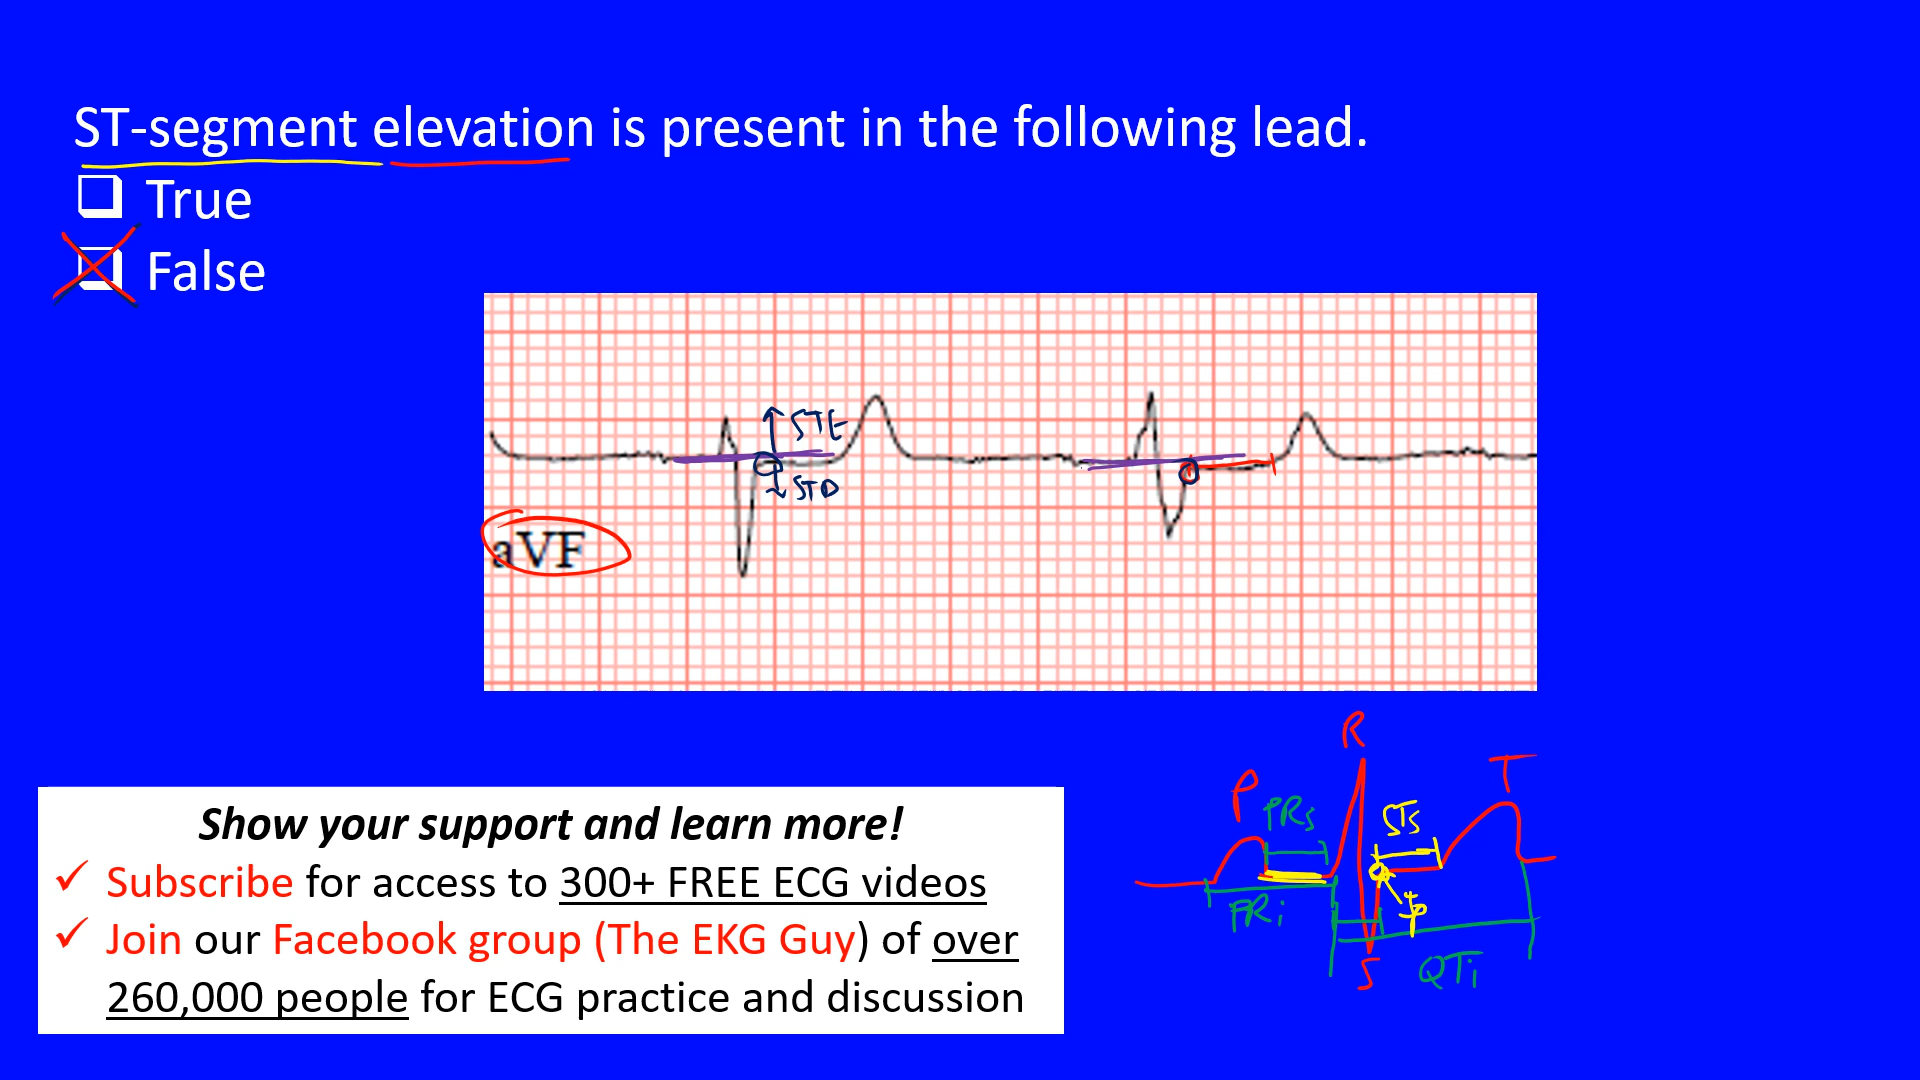 ST-segment elevation is present in the following lead.
True
False
STE
STD
aVF
Show your support and learn more!
Subscribe for access to 300+ FREE ECG videos
Join our Facebook group (The EKG Guy) of over
260,000 people for ECG practice and discussion
R
P
PRs
STs
T
PRi
Jp
S
QTi